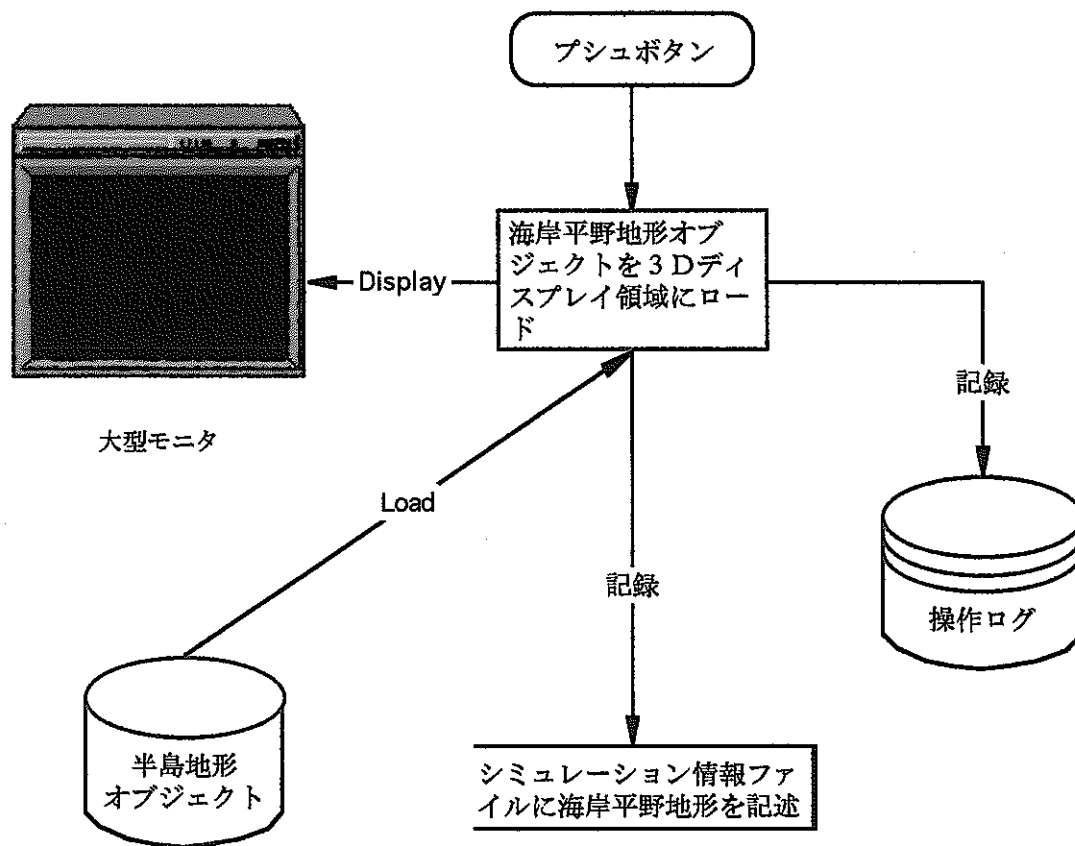 プシュボタン
海岸平野地形オブ
ジェクトを３Ｄディ
スプレイ領域にロー
ド
Display
記録
大型モニタ
Load
記録
操作ログ
半島地形
オブジェクト
シミュレーション情報ファ
イルに海岸平野地形を記述